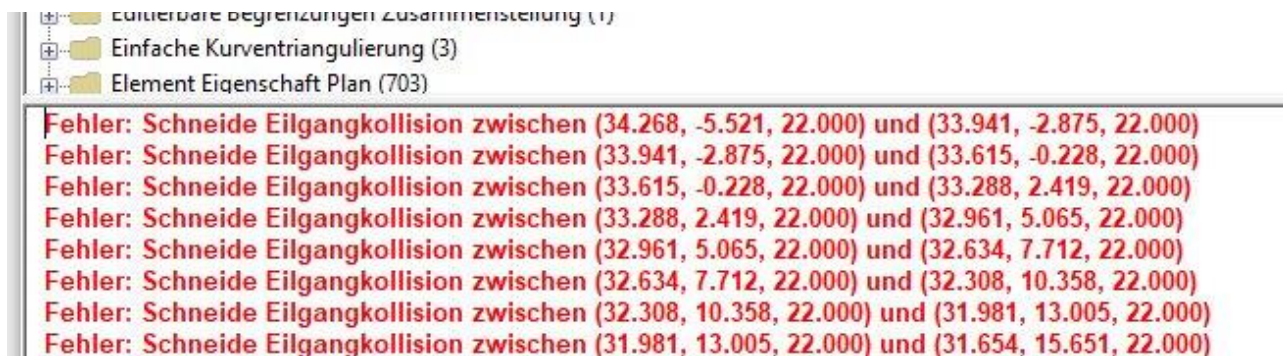 Editierbare Begrenzungen Zusammenstellung (1)
Einfache Kurventriangulierung (3)
Element Eigenschaft Plan (703)
Fehler: Schneide Eilgangkollision zwischen (34.268, -5.521, 22.000) und (33.941, -2.875, 22.000)
Fehler: Schneide Eilgangkollision zwischen (33.941, -2.875, 22.000) und (33.615, -0.228, 22.000)
Fehler: Schneide Eilgangkollision zwischen (33.615, -0.228, 22.000) und (33.288, 2.419, 22.000)
Fehler: Schneide Eilgangkollision zwischen (33.288, 2.419, 22.000) und (32.961, 5.065, 22.000)
Fehler: Schneide Eilgangkollision zwischen (32.961, 5.065, 22.000) und (32.634, 7.712, 22.000)
Fehler: Schneide Eilgangkollision zwischen (32.634, 7.712, 22.000) und (32.308, 10.358, 22.000)
Fehler: Schneide Eilgangkollision zwischen (32.308, 10.358, 22.000) und (31.981, 13.005, 22.000)
Fehler: Schneide Eilgangkollision zwischen (31.981, 13.005, 22.000) und (31.654, 15.651, 22.000)